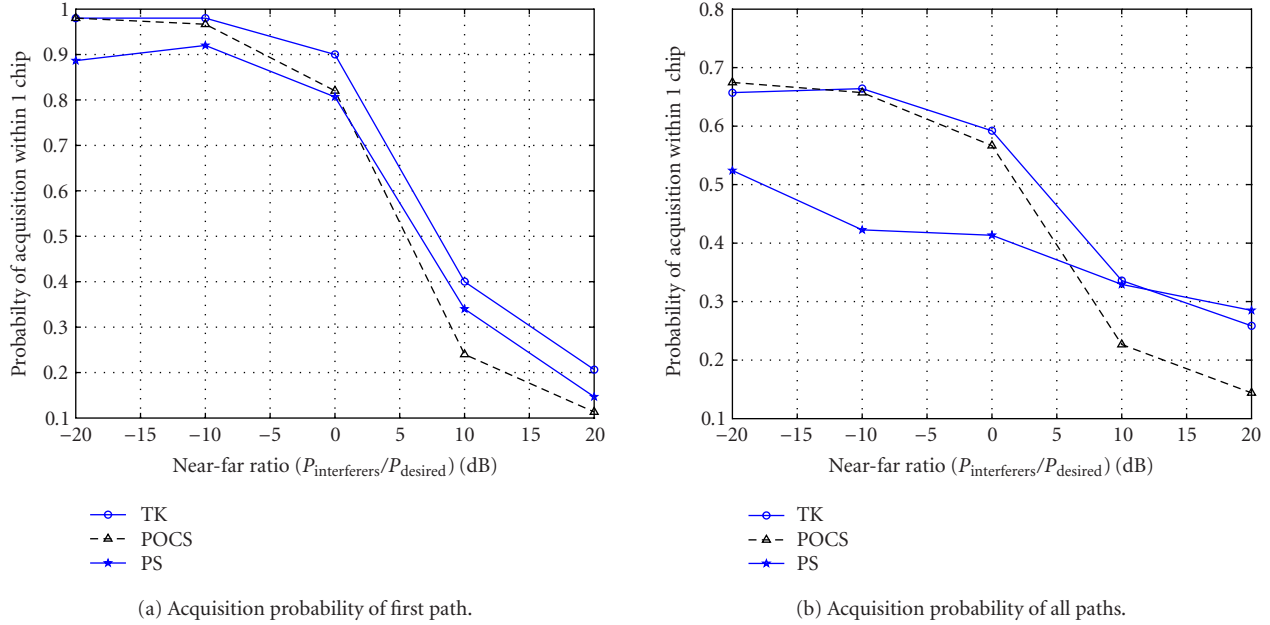 1
0.9
0.8
0.7
0.6
0.5
0.4
0.3
0.2
0.1
Probabilty of acquisition within 1 chip
−20 −15 −10 −5 0 5 10 15 20
Near-far ratio (Pinterferers/Pdesired) (dB)
TK
POCS
PS
(a) Acquisition probability of first path.
0.8
0.7
0.6
0.5
0.4
0.3
0.2
0.1
Probability of acquisition within 1 chip
−20 −15 −10 −5 0 5 10 15 20
Near-far ratio (Pinterferers/Pdesired) (dB)
TK
POCS
PS
(b) Acquisition probability of all paths.